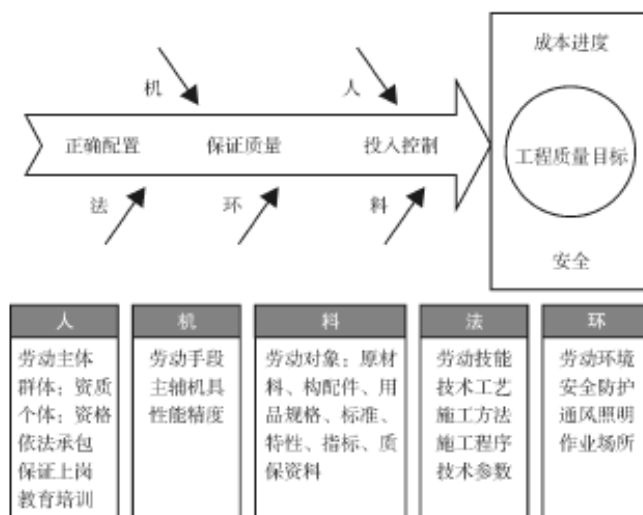 成本进度
机
人
正确配置
保证质量
投入控制
工程质量目标
法
环
料
安全
人
劳动主体
群体：资质
个体：资格
依法承包
保证上岗
教育培训
机
劳动手段
主辅机具
性能精度
料
劳动对象：原材
料、构配件、用
品规格、标准、
特性、指标、质
保资料
法
劳动技能
技术工艺
施工方法
施工程序
技术参数
环
劳动环境
安全防护
通风照明
作业场所